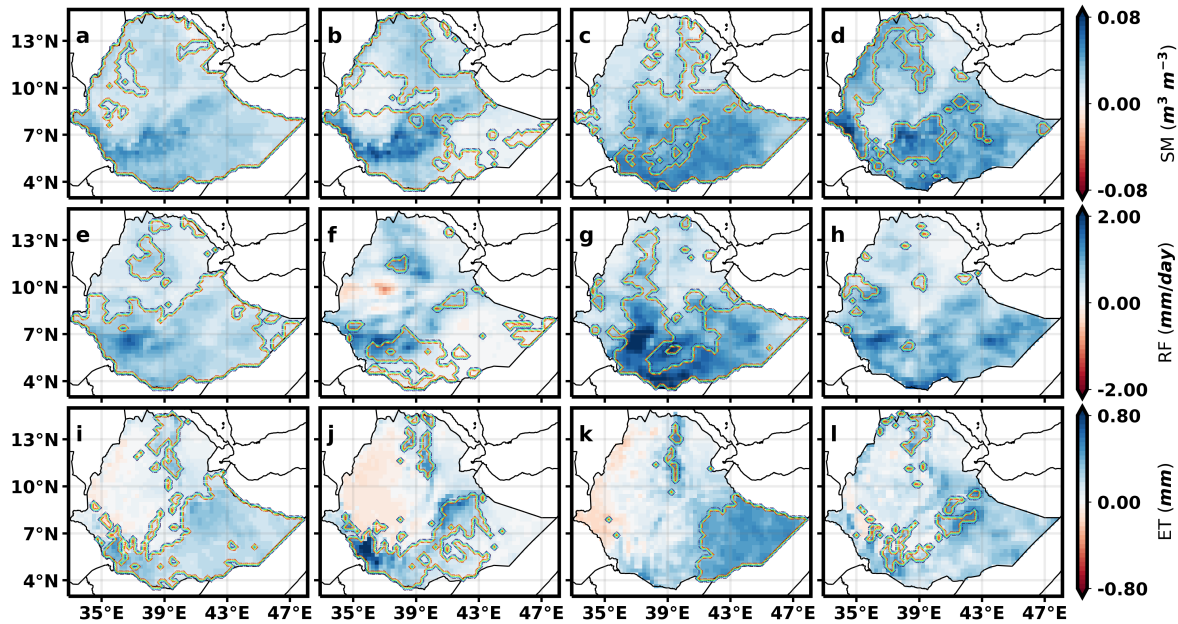 a b c d
13°N
10°N
7°N
4°N
0.08
0.00
-0.08
SM (m³ m⁻³)
e f g h
13°N
10°N
7°N
4°N
2.00
0.00
-2.00
RF (mm/day)
i j k l
13°N
10°N
7°N
4°N
0.80
0.00
-0.80
ET (mm)
35°E 39°E 43°E 47°E 35°E 39°E 43°E 47°E 35°E 39°E 43°E 47°E 35°E 39°E 43°E 47°E